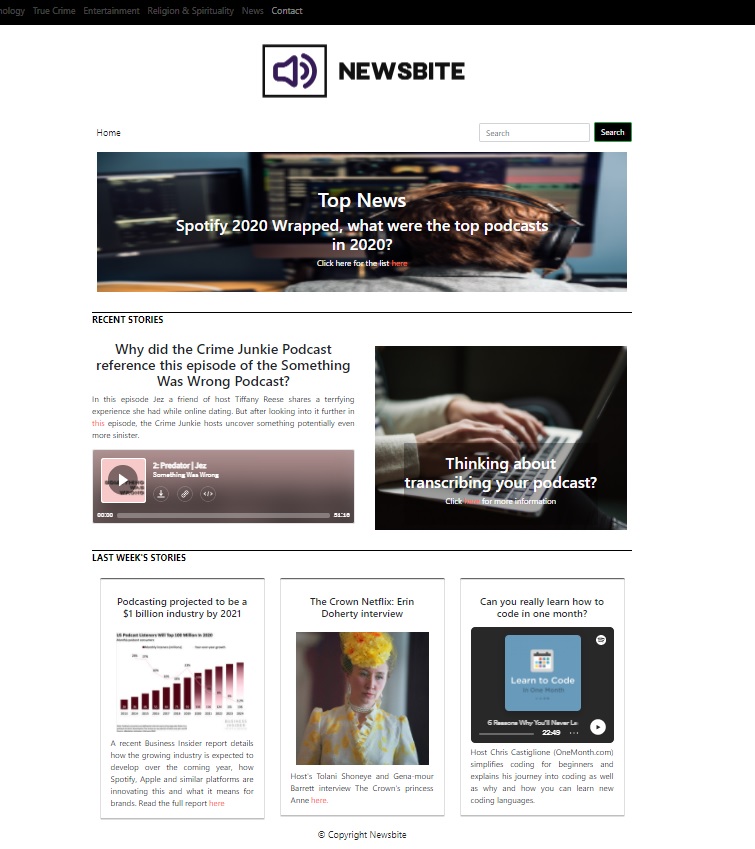 nology True Crime Entertainment Religion & Spirituality News Contact
NEWSBITE
Home
Search
Search
Top News
Spotify 2020 Wrapped, what were the top podcasts
in 2020?
Click here for the list here
RECENT STORIES
Why did the Crime Junkie Podcast
reference this episode of the Something
Was Wrong Podcast?
In this episode Jez a friend of host Tiffany Reese shares a terrfying
experience she had while online dating. But after looking into it further in
this episode, the Crime Junkie hosts uncover something potentially even
more sinister.
2: Predator | Jez
Something Was Wrong
00:00
51:16
Thinking about
transcribing your podcast?
Click here for more information
LAST WEEK'S STORIES
Podcasting projected to be a
$1 billion industry by 2021
US Podcast Listeners Will Top 100 Million in 2020
BUSINESS
INSIDER
A recent Business Insider report details
how the growing industry is expected to
develop over the coming year, how
Spotify, Apple and similar platforms are
innovating this and what it means for
brands. Read the full report here
The Crown Netflix: Erin
Doherty interview
Host's Tolani Shoneye and Gena-mour
Barrett interview The Crown's princess
Anne here.
Can you really learn how to
code in one month?
Learn to Code
in One Month
6 Reasons Why You'll Never Le
22:49
Host Chris Castiglione (OneMonth.com)
simplifies coding for beginners and
explains his journey into coding as well
as why and how you can learn new
coding languages.
© Copyright Newsbite